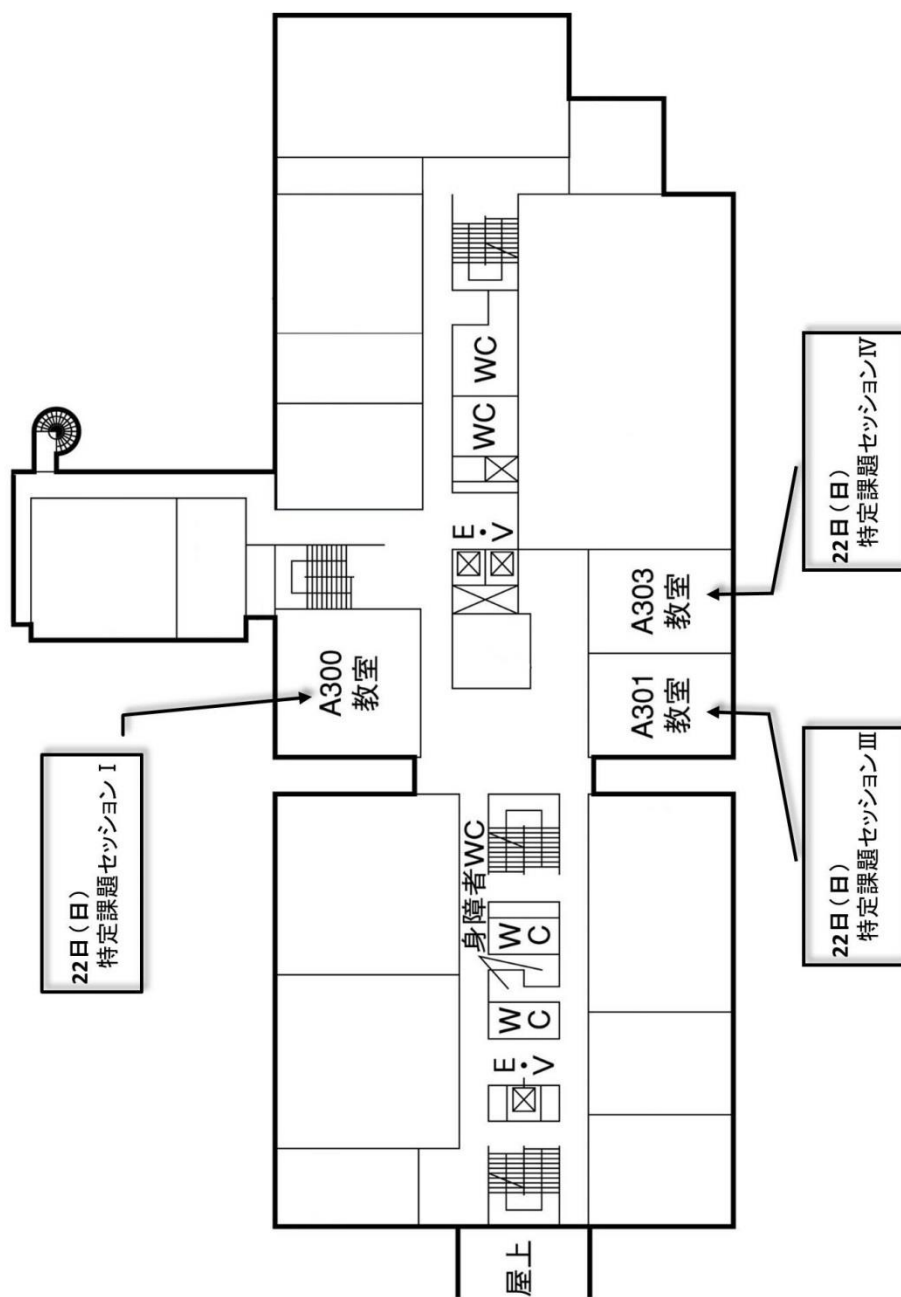 22日(日)
特定課題セッションⅠ
A300
教室
E・V
WC
WC
A301
教室
A303
教室
22日(日)
特定課題セッションⅢ
22日(日)
特定課題セッションⅣ
身障者WC
WC
WC
E・V
屋上